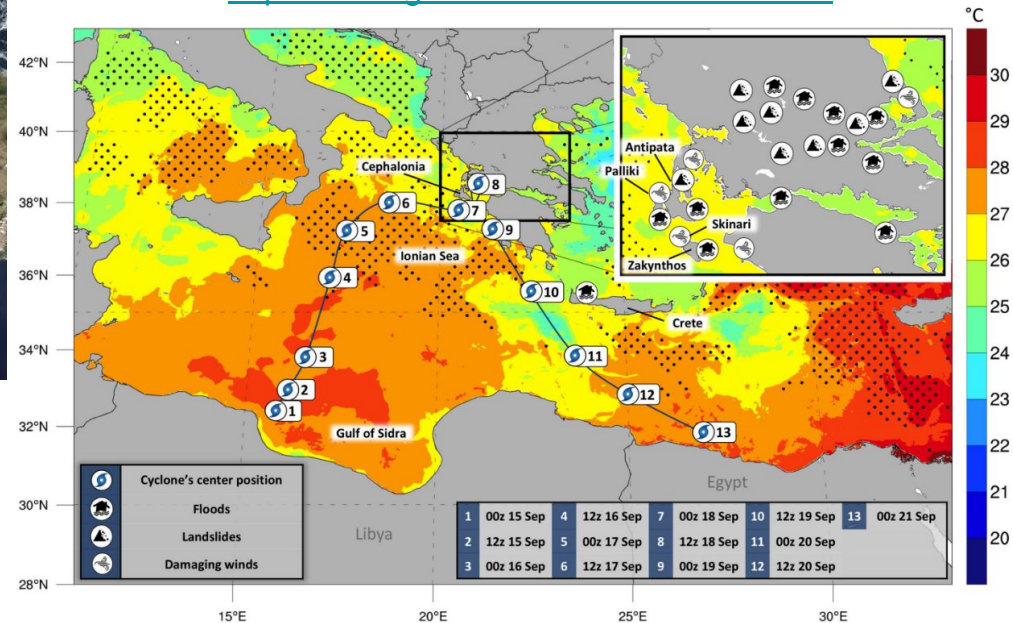 °C
42°N
40°N
38°N
36°N
34°N
32°N
30°N
28°N
15°E
20°E
25°E
30°E
30
29
28
27
26
25
24
23
22
21
20
Cephalonia
Ionian Sea
Gulf of Sidra
Crete
Libya
Egypt
1
2
3
4
5
6
7
8
9
10
11
12
13
Antipata
Palliki
Skinari
Zakynthos
Cyclone's center position
Floods
Landslides
Damaging winds
1 00z 15 Sep 4 12z 16 Sep 7 00z 18 Sep 10 12z 19 Sep 13 00z 21 Sep
2 12z 15 Sep 5 00z 17 Sep 8 12z 18 Sep 11 00z 20 Sep
3 00z 16 Sep 6 12z 17 Sep 9 00z 19 Sep 12 12z 20 Sep